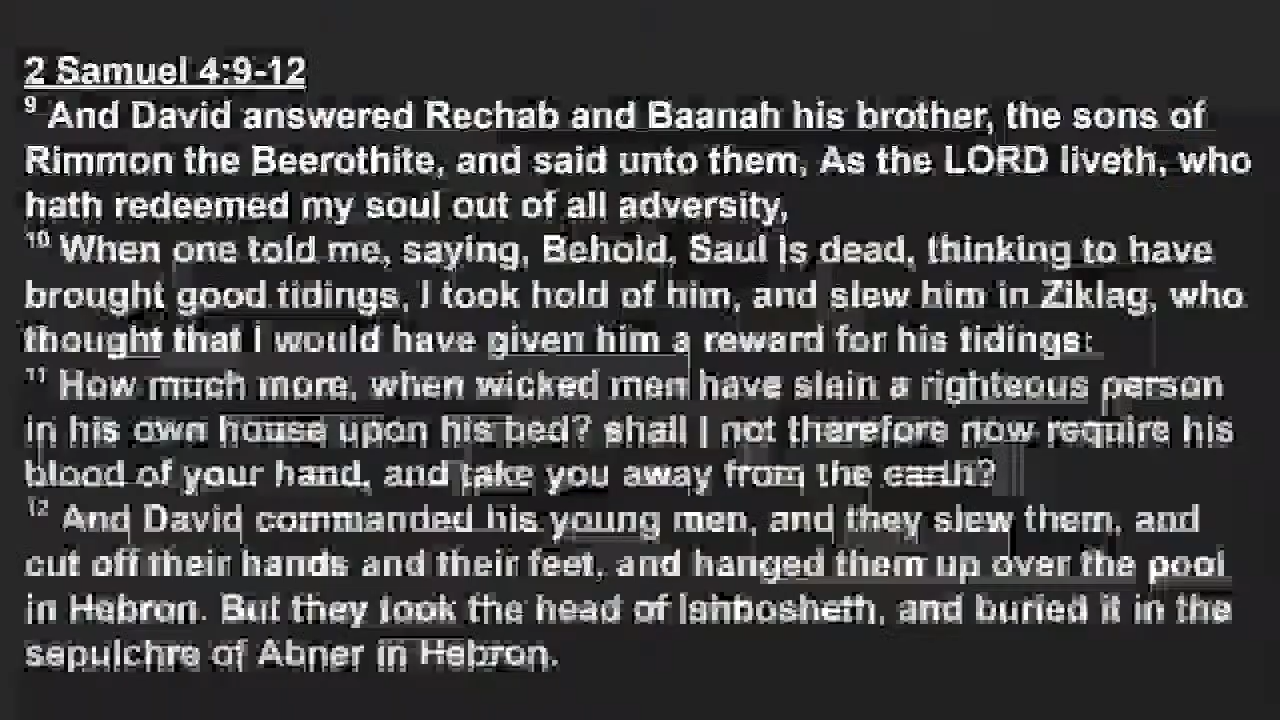 2 Samuel 4:9-12
9 And David answered Rechab and Baanah his brother, the sons of
Rimmon the Beerothite, and said unto them, As the LORD liveth, who
hath redeemed my soul out of all adversity,
10 When one told me, saying, Behold, Saul is dead, thinking to have
brought good tidings, I took hold of him, and slew him in Ziklag, who
thought that I would have given him a reward for his tidings:
11 How much more, when wicked men have slain a righteous person
in his own house upon his bed? shall I not therefore now require his
blood of your hand, and take you away from the earth?
12 And David commanded his young men, and they slew them, and
cut off their hands and their feet, and hanged them up over the pool
in Hebron. But they took the head of Ishbosheth, and buried it in the
sepulchre of Abner in Hebron.